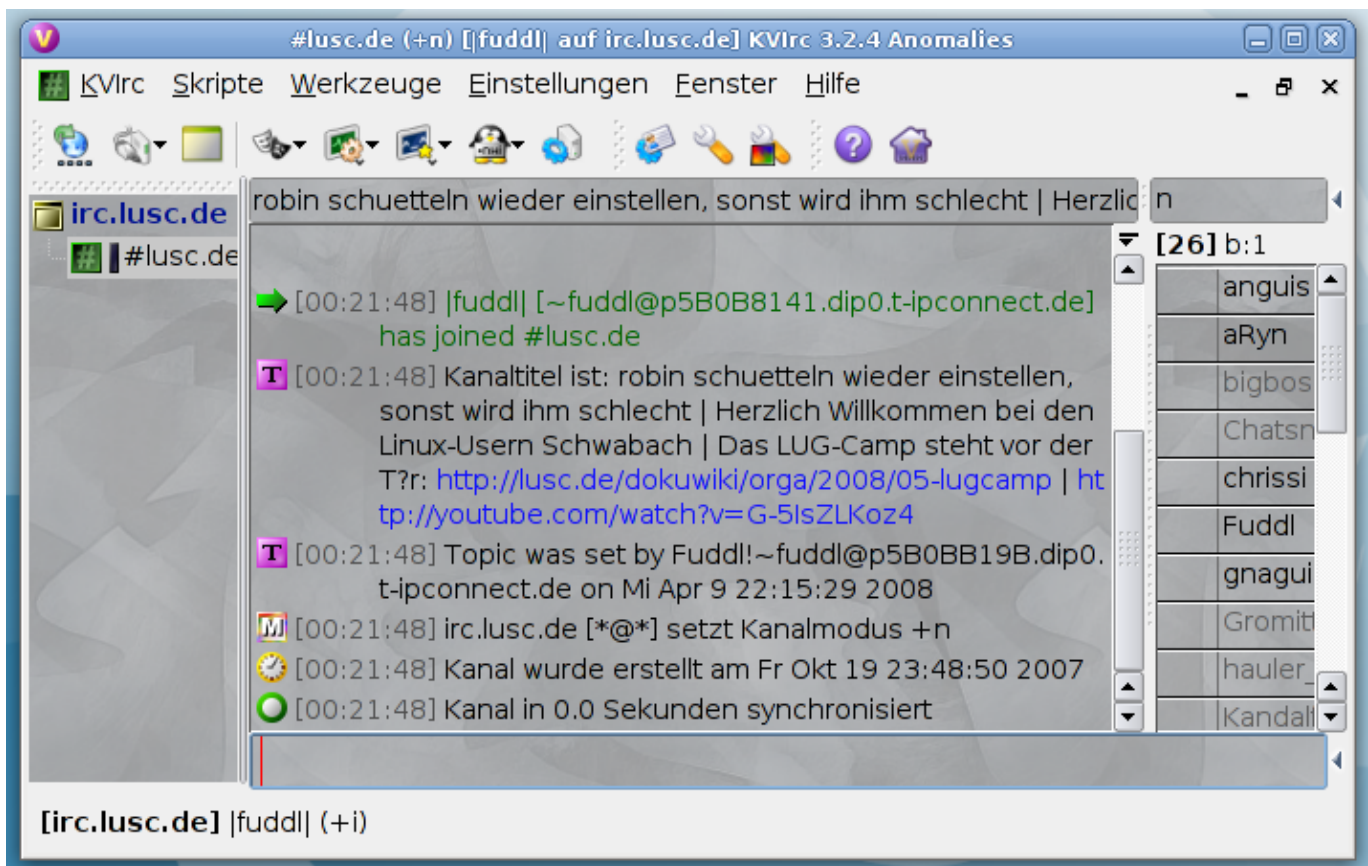 #lusc.de (+n) [|fuddl| auf irc.lusc.de] KVIrc 3.2.4 Anomalies
KVIrc Skripte Werkzeuge Einstellungen Fenster Hilfe
irc.lusc.de
#lusc.de
robin schuetteln wieder einstellen, sonst wird ihm schlecht | Herzlic
n
[00:21:48] |fuddl| [~fuddl@p5B0B8141.dip0.t-ipconnect.de]
has joined #lusc.de
T [00:21:48] Kanaltitel ist: robin schuetteln wieder einstellen,
sonst wird ihm schlecht | Herzlich Willkommen bei den
Linux-Usern Schwabach | Das LUG-Camp steht vor der
T?r: http://lusc.de/dokuwiki/orga/2008/05-lugcamp | ht
tp://youtube.com/watch?v=G-5IsZLKoz4
T [00:21:48] Topic was set by Fuddl!~fuddl@p5B0BB19B.dip0.
t-ipconnect.de on Mi Apr 9 22:15:29 2008
M [00:21:48] irc.lusc.de [*@*] setzt Kanalmodus +n
[00:21:48] Kanal wurde erstellt am Fr Okt 19 23:48:50 2007
[00:21:48] Kanal in 0.0 Sekunden synchronisiert
[26] b:1
anguis
aRyn
bigbos
Chatsn
chrissi
Fuddl
gnagui
Gromitt
hauler_
Kandalf
[irc.lusc.de] |fuddl| (+i)